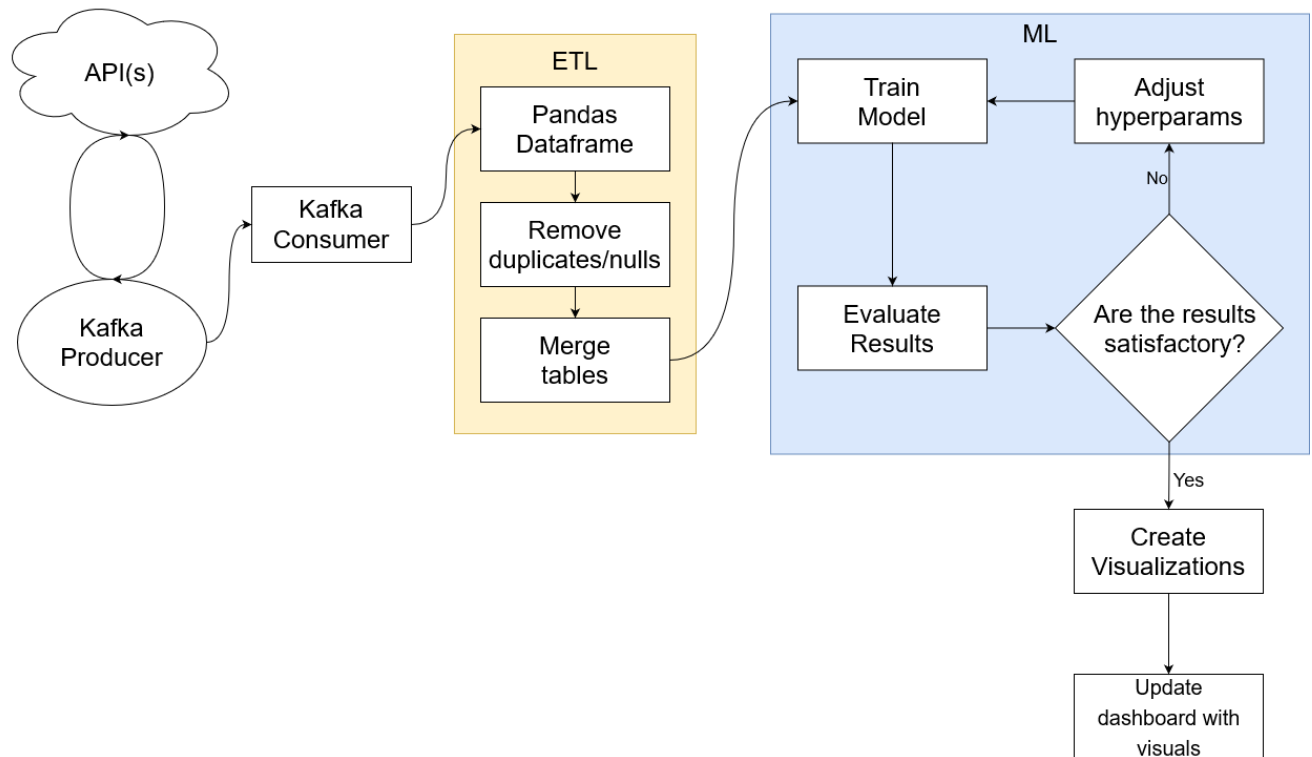 API(s)
Kafka
Producer
Kafka
Consumer
ETL
Pandas
Dataframe
Remove
duplicates/nulls
Merge
tables
ML
Train
Model
Adjust
hyperparams
No
Evaluate
Results
Are the results
satisfactory?
Yes
Create
Visualizations
Update
dashboard with
visuals